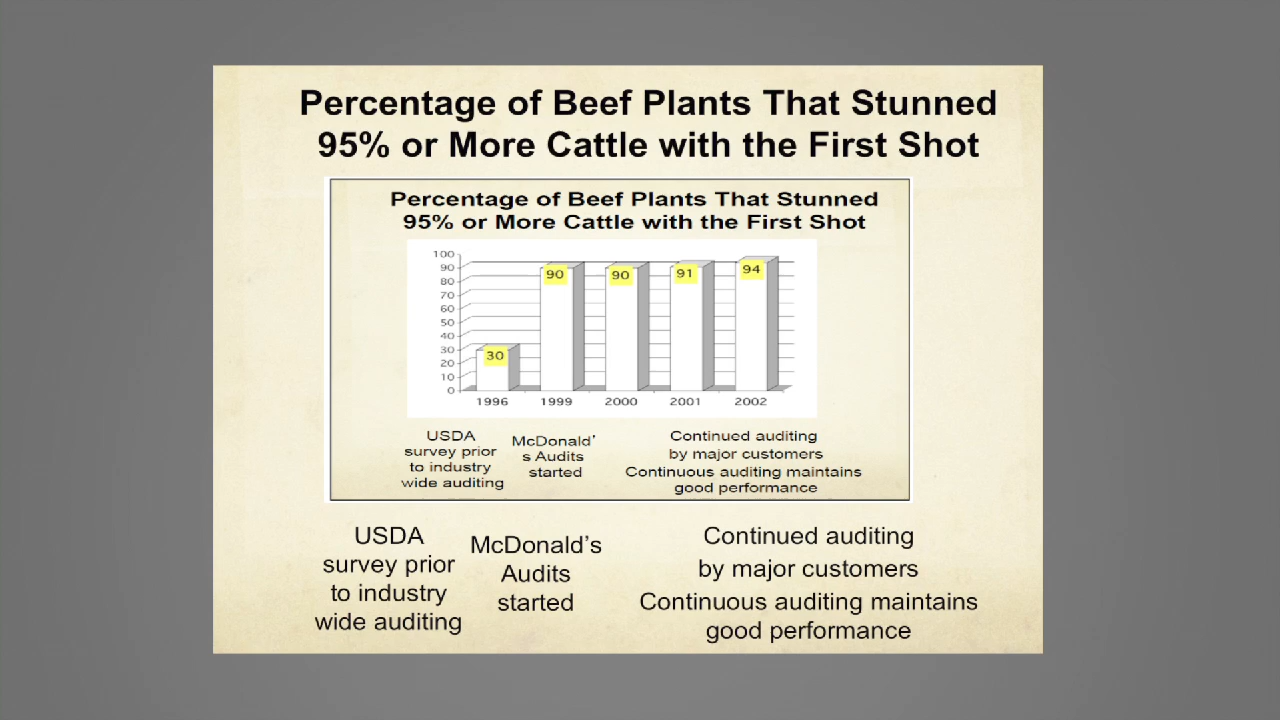 Percentage of Beef Plants That Stunned
95% or More Cattle with the First Shot
Percentage of Beef Plants That Stunned
95% or More Cattle with the First Shot
100
90
80
70
60
50
40
30
20
10
0
30
90
90
91
94
1996 1999 2000 2001 2002
USDA
survey prior
to industry
wide auditing
McDonald'
s Audits
started
Continued auditing
by major customers
Continuous auditing maintains
good performance
USDA
survey prior
to industry
wide auditing
McDonald's
Audits
started
Continued auditing
by major customers
Continuous auditing maintains
good performance